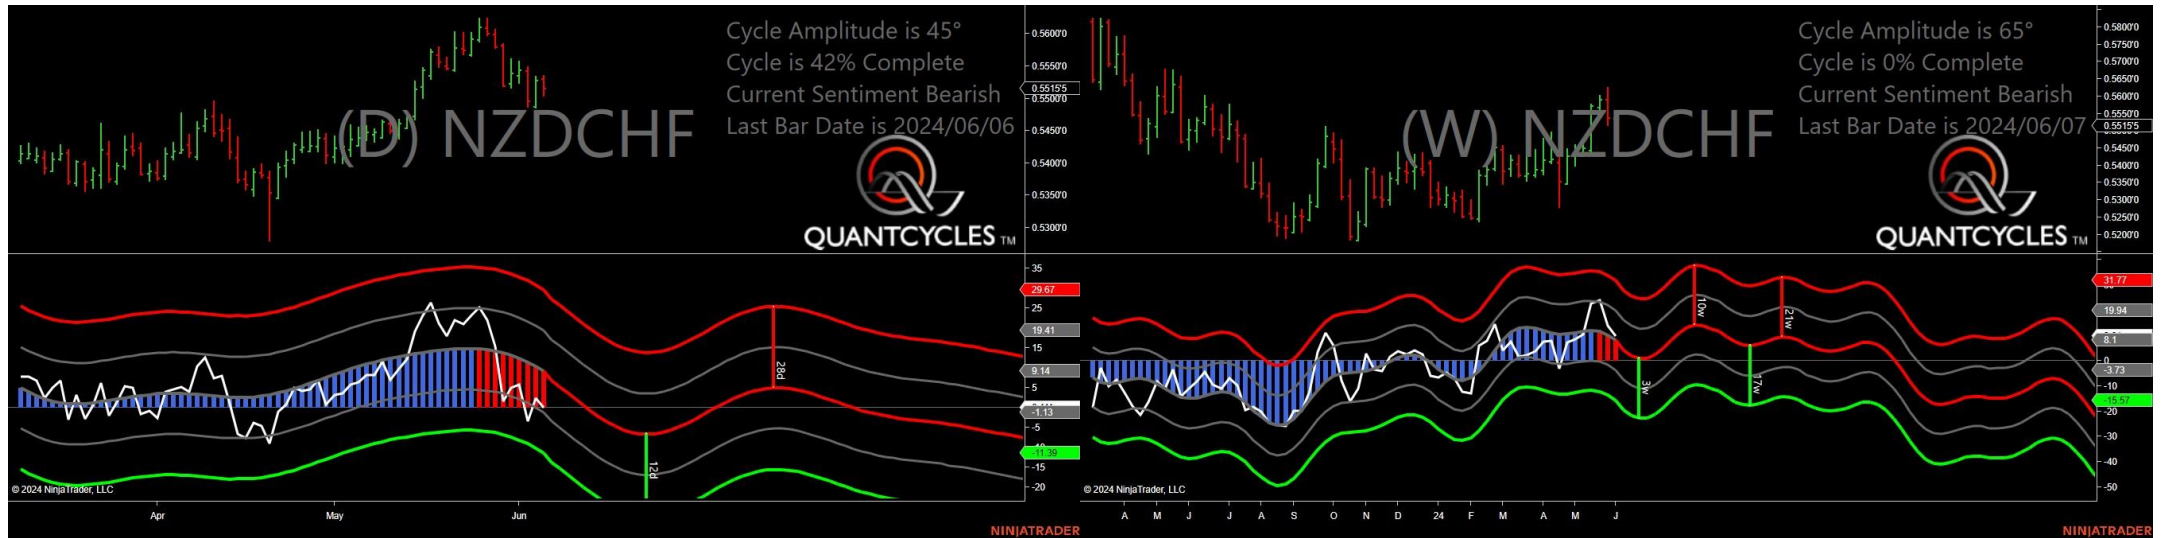 Cycle Amplitude is 45°
Cycle is 42% Complete
Current Sentiment Bearish
Last Bar Date is 2024/06/06
(D) NZDCHF
QUANTCYCLES TM
0.5600'0
0.5550'0
0.5515'5
0.5500'0
0.5450'0
0.5400'0
0.5350'0
0.5300'0
35
29.67
25
19.41
15
9.14
5
-1.13
-5
-11.39
-15
-20
28d
12d
© 2024 NinjaTrader, LLC
Apr May Jun
NINJATRADER
Cycle Amplitude is 65°
Cycle is 0% Complete
Current Sentiment Bearish
Last Bar Date is 2024/06/07
(W) NZDCHF
QUANTCYCLES TM
0.5800'0
0.5750'0
0.5700'0
0.5650'0
0.5600'0
0.5550'0
0.5515'5
0.5450'0
0.5400'0
0.5350'0
0.5300'0
0.5250'0
0.5200'0
31.77
19.94
8.1
0
-3.73
-10
-15.57
-20
-30
-40
-50
10w
21w
3w
17w
© 2024 NinjaTrader, LLC
A M J J A S O N D 24 F M A M J
NINJATRADER